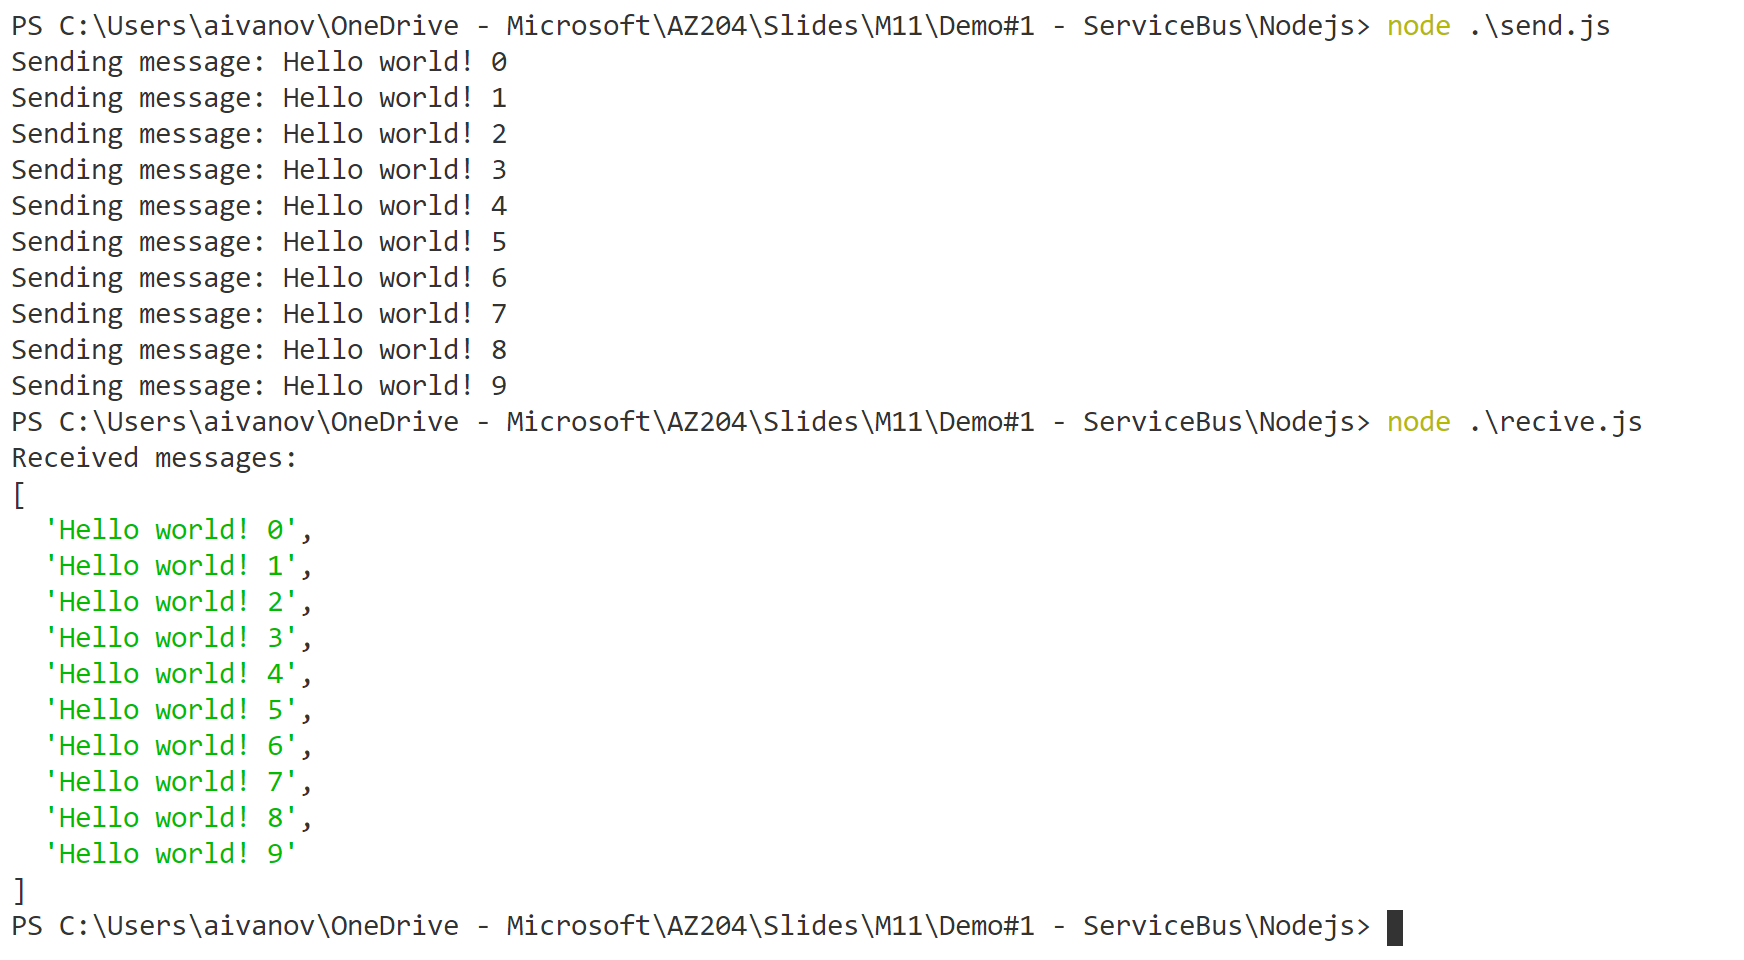 PS C:\Users\aivanov\OneDrive - Microsoft\AZ204\Slides\M11\Demo#1 - ServiceBus\Nodejs> node .\send.js
Sending message: Hello world! 0
Sending message: Hello world! 1
Sending message: Hello world! 2
Sending message: Hello world! 3
Sending message: Hello world! 4
Sending message: Hello world! 5
Sending message: Hello world! 6
Sending message: Hello world! 7
Sending message: Hello world! 8
Sending message: Hello world! 9
PS C:\Users\aivanov\OneDrive - Microsoft\AZ204\Slides\M11\Demo#1 - ServiceBus\Nodejs> node .\recive.js
Received messages:
[
  'Hello world! 0',
  'Hello world! 1',
  'Hello world! 2',
  'Hello world! 3',
  'Hello world! 4',
  'Hello world! 5',
  'Hello world! 6',
  'Hello world! 7',
  'Hello world! 8',
  'Hello world! 9'
]
PS C:\Users\aivanov\OneDrive - Microsoft\AZ204\Slides\M11\Demo#1 - ServiceBus\Nodejs>